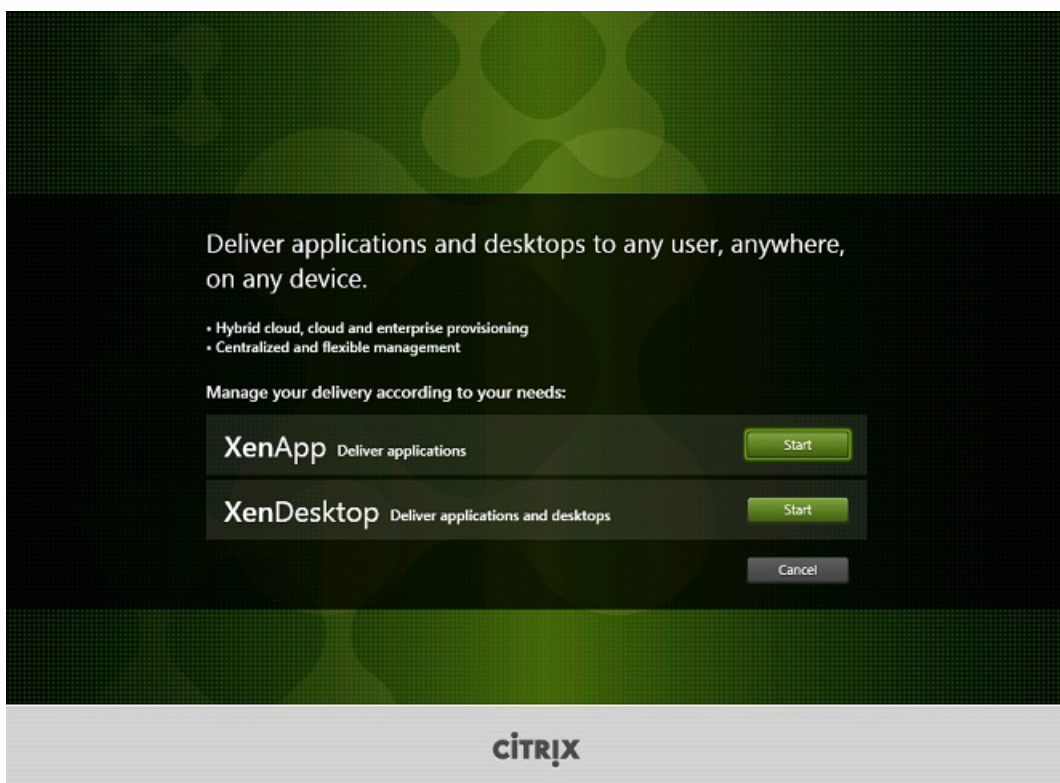 Deliver applications and desktops to any user, anywhere,
on any device.
• Hybrid cloud, cloud and enterprise provisioning
• Centralized and flexible management
Manage your delivery according to your needs:
XenApp Deliver applications Start
XenDesktop Deliver applications and desktops Start
Cancel
CITRIX